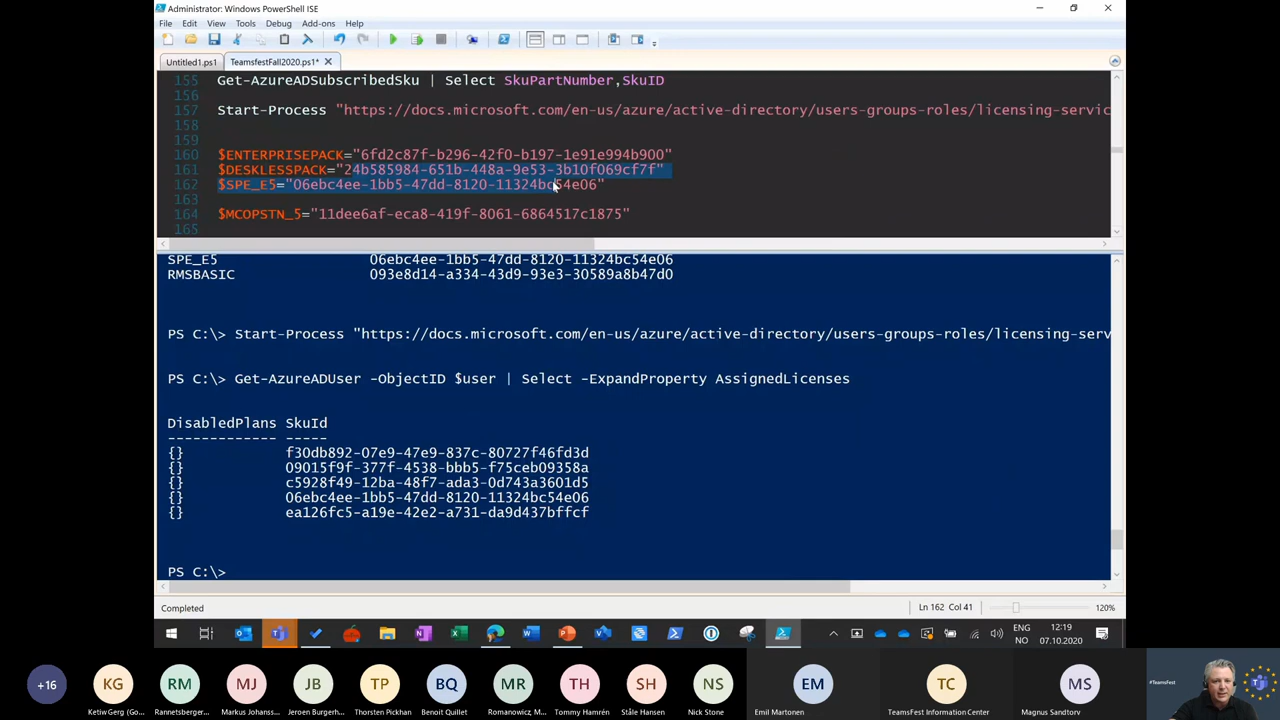 Administrator: Windows PowerShell ISE
File Edit View Tools Debug Add-ons Help
Untitled1.ps1 TeamsfestFall2020.ps1* X
155 Get-AzureADSubscribedSku | Select SkuPartNumber,SkuID
156
157 Start-Process "https://docs.microsoft.com/en-us/azure/active-directory/users-groups-roles/licensing-servic
158
159
160 $ENTERPRISEPACK="6fd2c87f-b296-42f0-b197-1e91e994b900"
161 $DESKLESSPACK="24b585984-651b-448a-9e53-3b10f069cf7f"
162 $SPE_E5="06ebc4ee-1bb5-47dd-8120-11324bc54e06"
164 $MCOPSTN_5="11dee6af-eca8-419f-8061-6864517c1875"
165
SPE_E5 06ebc4ee-1bb5-47dd-8120-11324bc54e06
RMSBASIC 093e8d14-a334-43d9-93e3-30589a8b47d0
PS C:\> Start-Process "https://docs.microsoft.com/en-us/azure/active-directory/users-groups-roles/licensing-serv
PS C:\> Get-AzureADUser -ObjectID $user | Select -ExpandProperty AssignedLicenses
DisabledPlans SkuId
------------- -----
{} f30db892-07e9-47e9-837c-80727f46fd3d
{} 09015f9f-377f-4538-bbb5-f75ceb09358a
{} c5928f49-12ba-48f7-ada3-0d743a3601d5
{} 06ebc4ee-1bb5-47dd-8120-11324bc54e06
{} ea126fc5-a19e-42e2-a731-da9d437bffcf
PS C:\>
Completed Ln 162 Col 41 120%
EN 12:19
NO 07.10.2020
+16 KG RM MJ JB TP BQ MR TH SH NS EM TC MS #TeamsFest
Ketiw Gerg (Go... Rannetsberger... Markus Johanss... Jeroen Burgerh... Thorsten Pickhan Benoit Quillet Romanowicz, M... Tommy Hamrén Ståle Hansen Nick Stone Emil Martonen TeamsFest Information Center Magnus Sandtorv